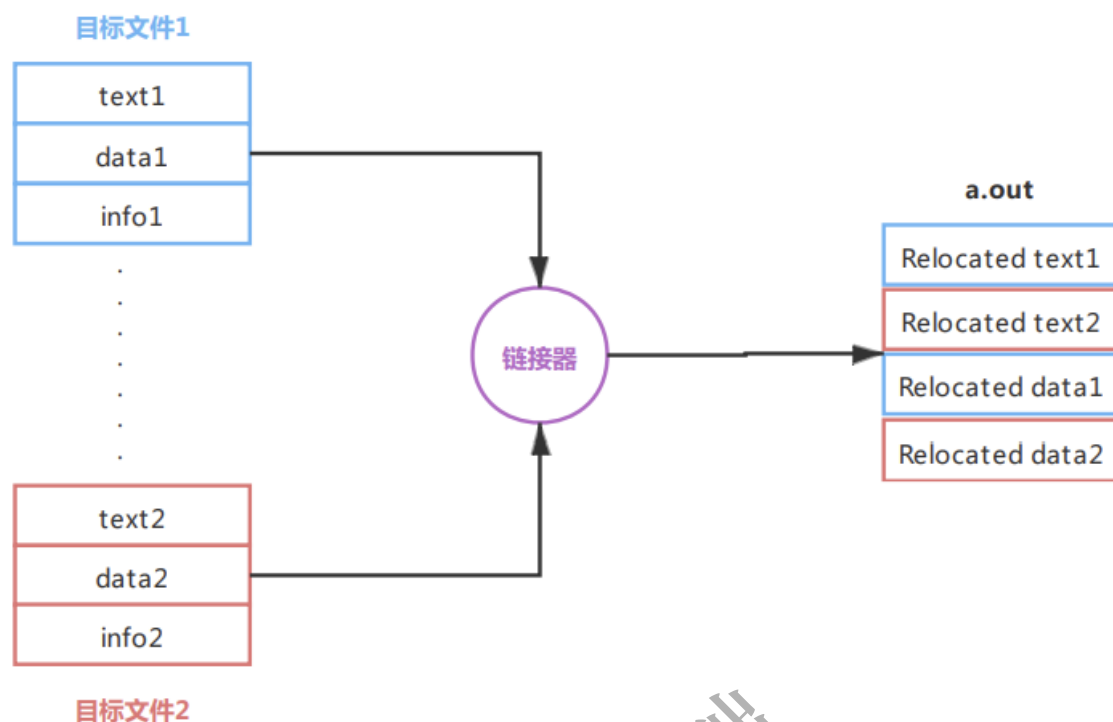 目标文件1
text1
data1
info1
text2
data2
info2
目标文件2
链接器
a.out
Relocated text1
Relocated text2
Relocated data1
Relocated data2